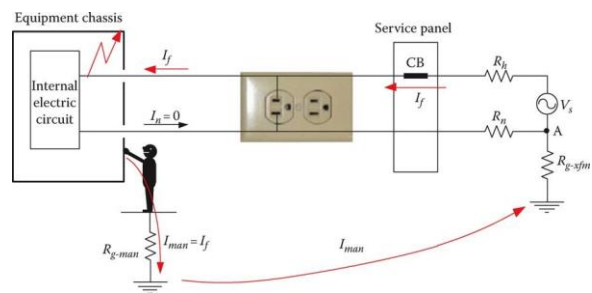 Equipment chassis
Service panel
I_f
CB
R_h
Internal
electric
circuit
I_f
V_s
I_n = 0
R_n
A
R_g-xfm
R_g-man
I_man = I_f
I_man